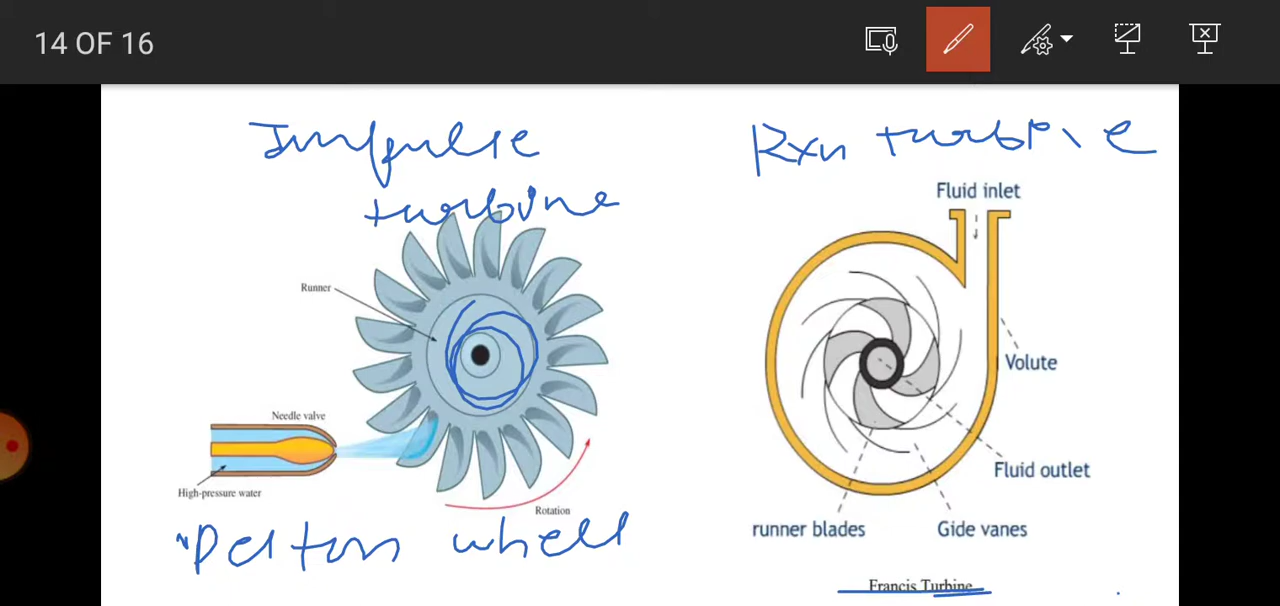 14 OF 16
Impulse
turbine
Rxn turbine
Fluid inlet
Runner
Volute
Needle valve
High-pressure water
Rotation
Fluid outlet
runner blades
Gide vanes
Pelton wheel
Francis Turbine